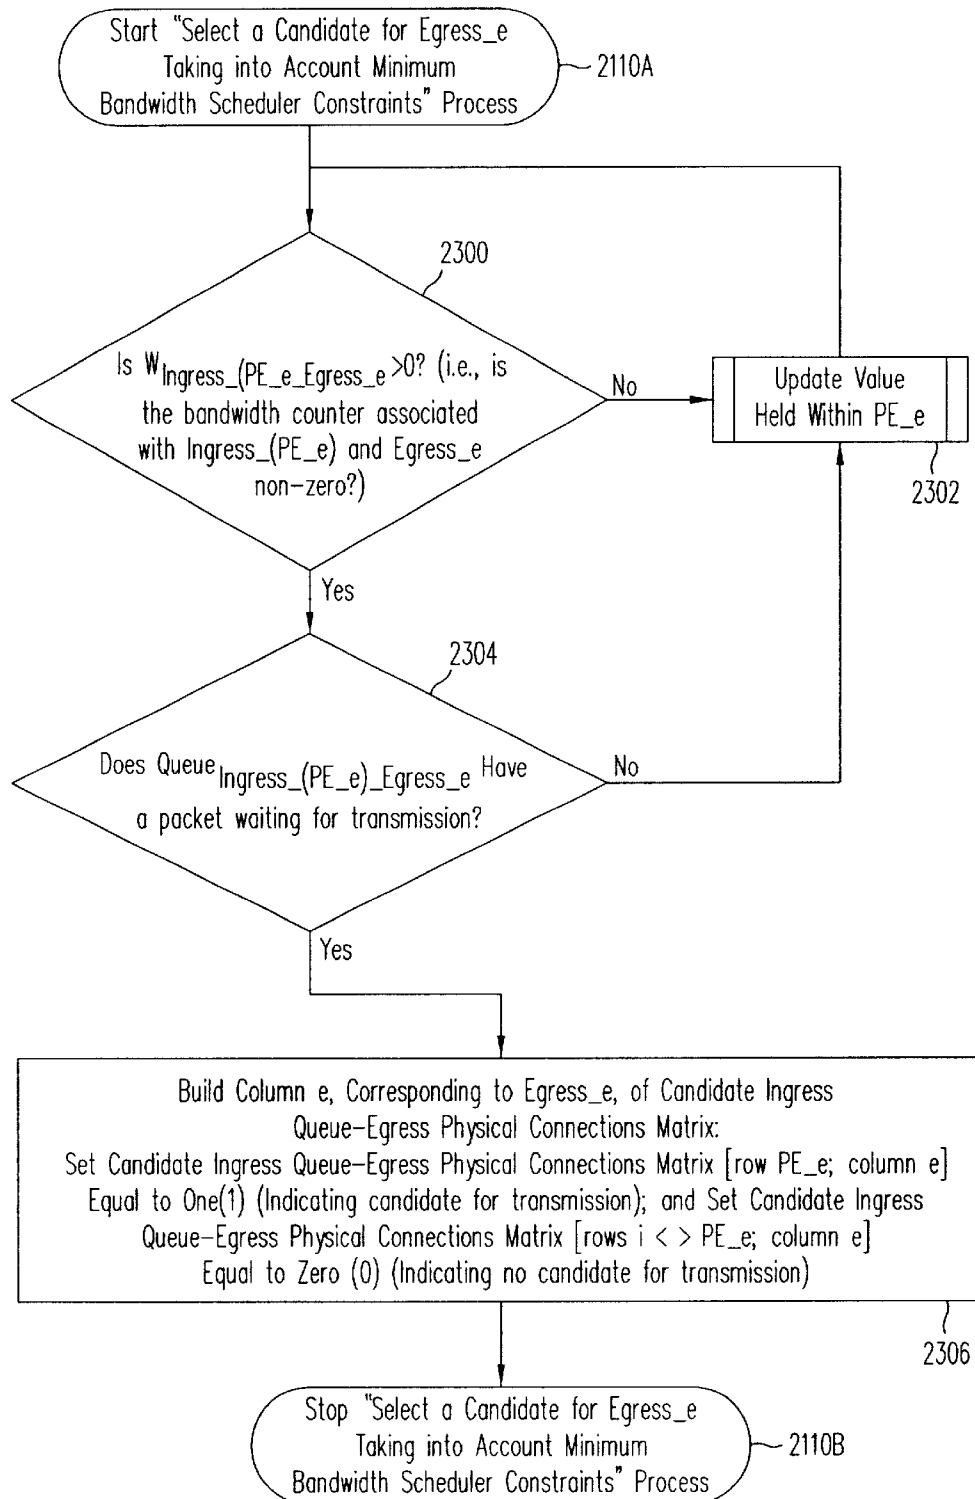 Start "Select a Candidate for Egress_e
Taking into Account Minimum
Bandwidth Scheduler Constraints" Process
2110A
2300
Is WIngress_(PE_e_Egress_e >0? (i.e., is
the bandwidth counter associated
with Ingress_(PE_e) and Egress_e
non-zero?)
No
Update Value
Held Within PE_e
2302
Yes
2304
Does QueueIngress_(PE_e)_Egress_e Have
a packet waiting for transmission?
No
Yes
Build Column e, Corresponding to Egress_e, of Candidate Ingress
Queue-Egress Physical Connections Matrix:
Set Candidate Ingress Queue-Egress Physical Connections Matrix [row PE_e; column e]
Equal to One(1) (Indicating candidate for transmission); and Set Candidate Ingress
Queue-Egress Physical Connections Matrix [rows i < > PE_e; column e]
Equal to Zero (0) (Indicating no candidate for transmission)
2306
Stop "Select a Candidate for Egress_e
Taking into Account Minimum
Bandwidth Scheduler Constraints" Process
2110B